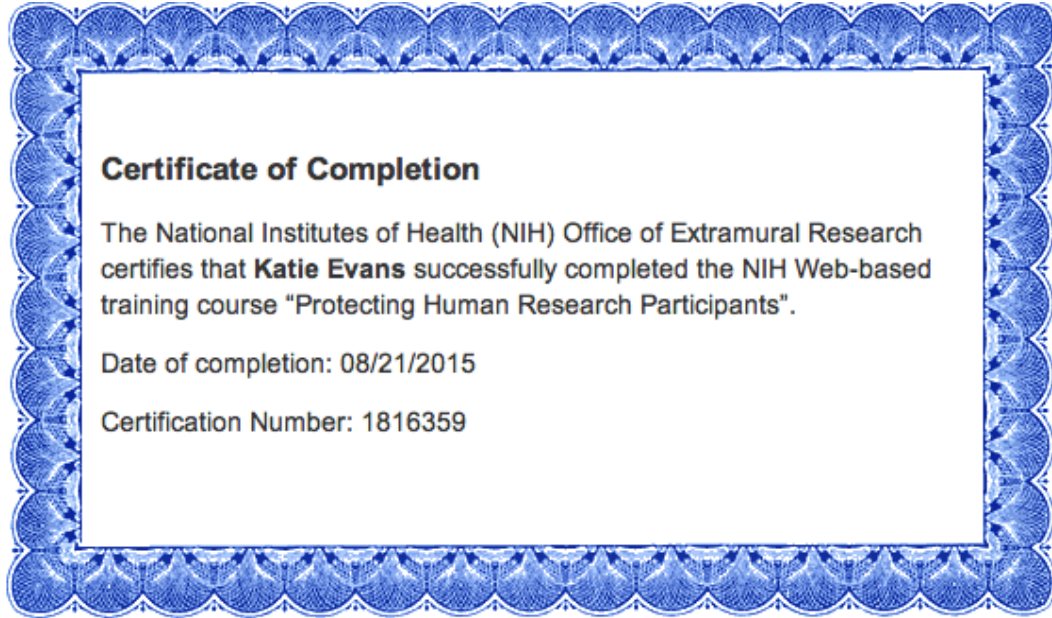 Certificate of Completion
The National Institutes of Health (NIH) Office of Extramural Research
certifies that Katie Evans successfully completed the NIH Web-based
training course “Protecting Human Research Participants”.
Date of completion: 08/21/2015
Certification Number: 1816359